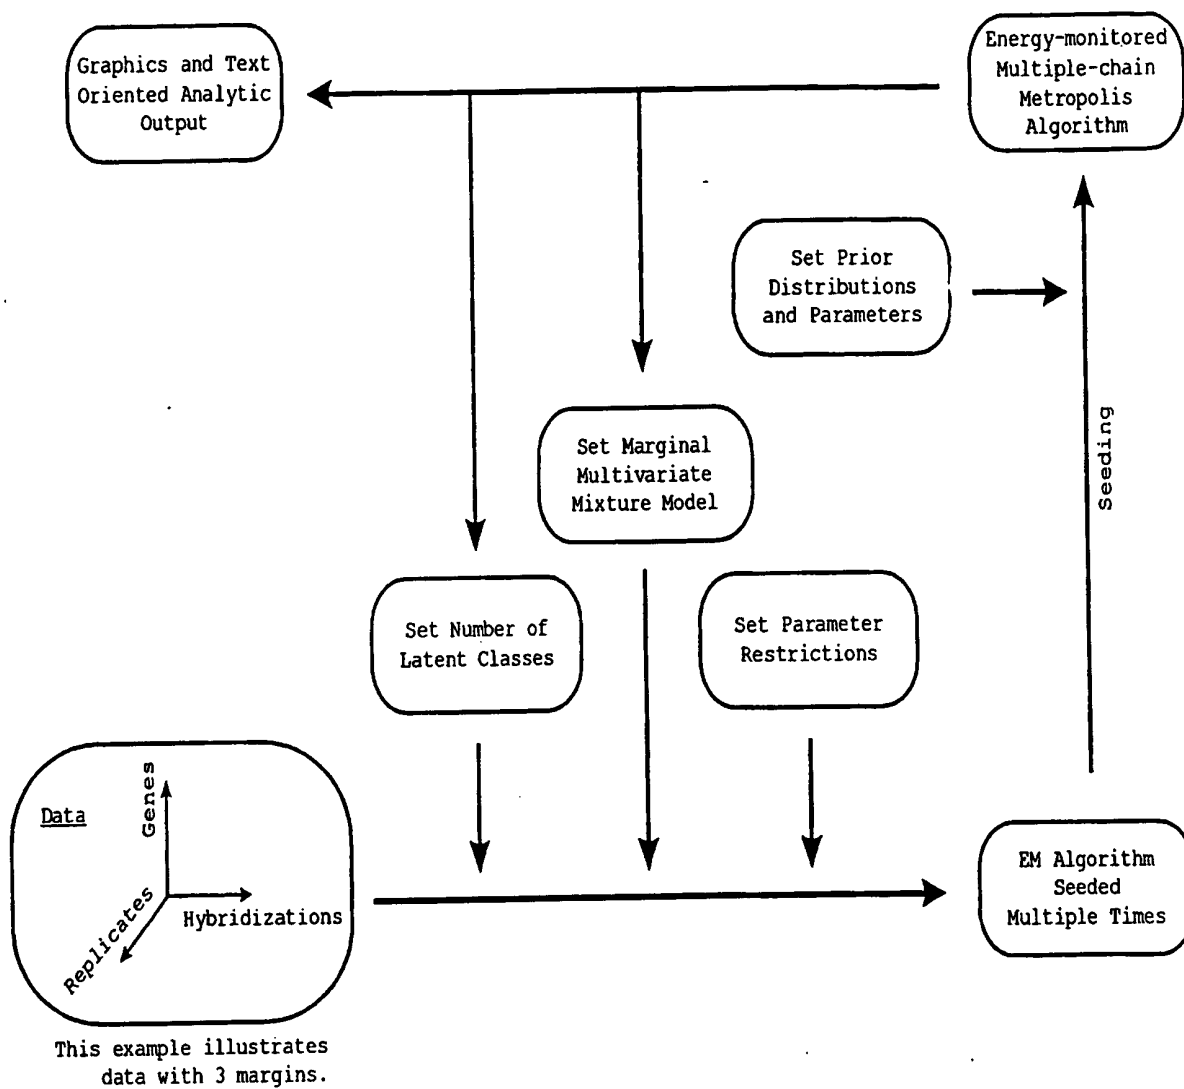 Graphics and Text
Oriented Analytic
Output
Energy-monitored
Multiple-chain
Metropolis
Algorithm
Set Prior
Distributions
and Parameters
Seeding
Set Marginal
Multivariate
Mixture Model
Set Number of
Latent Classes
Set Parameter
Restrictions
Data
Genes
Hybridizations
Replicates
EM Algorithm
Seeded
Multiple Times
This example illustrates
data with 3 margins.